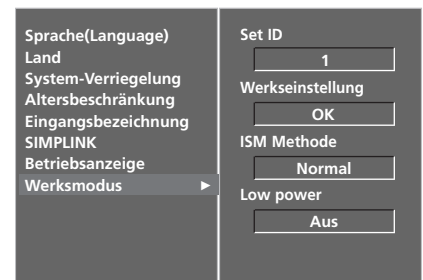 Sprache(Language)
Land
System-Verriegelung
Altersbeschränkung
Eingangsbezeichnung
SIMPLINK
Betriebsanzeige
Werksmodus ►
Set ID
1
Werkseinstellung
OK
ISM Methode
Normal
Low power
Aus